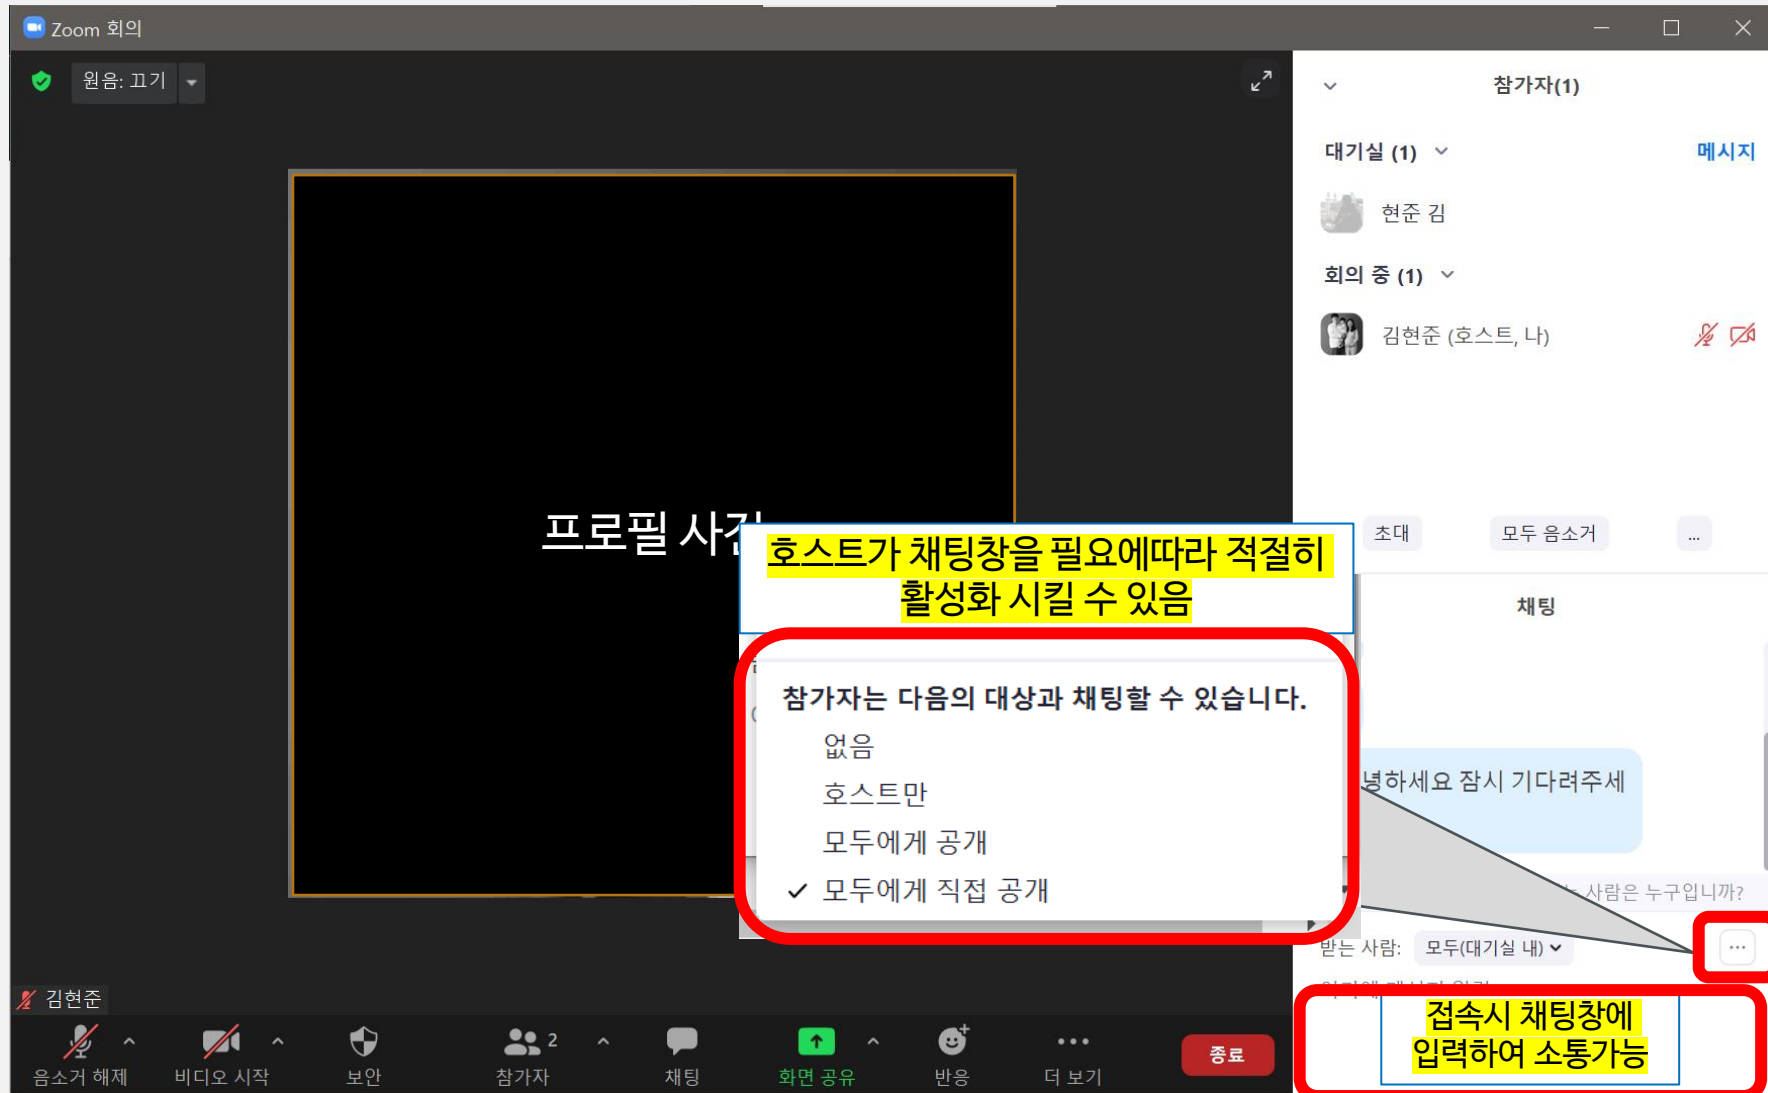 Zoom 회의
원음: 끄기
참가자(1)
대기실 (1)
메시지
현준 김
회의 중 (1)
김현준 (호스트, 나)
프로필 사진
초대
모두 음소거
...
호스트가 채팅창을 필요에따라 적절히
활성화 시킬 수 있음
채팅
참가자는 다음의 대상과 채팅할 수 있습니다.
없음
호스트만
모두에게 공개
✓ 모두에게 직접 공개
녕하세요 잠시 기다려주세
사람은 누구입니까?
받는 사람: 모두(대기실 내)
...
접속시 채팅창에
입력하여 소통가능
김현준
음소거 해제
비디오 시작
보안
2
참가자
채팅
화면 공유
반응
더 보기
종료